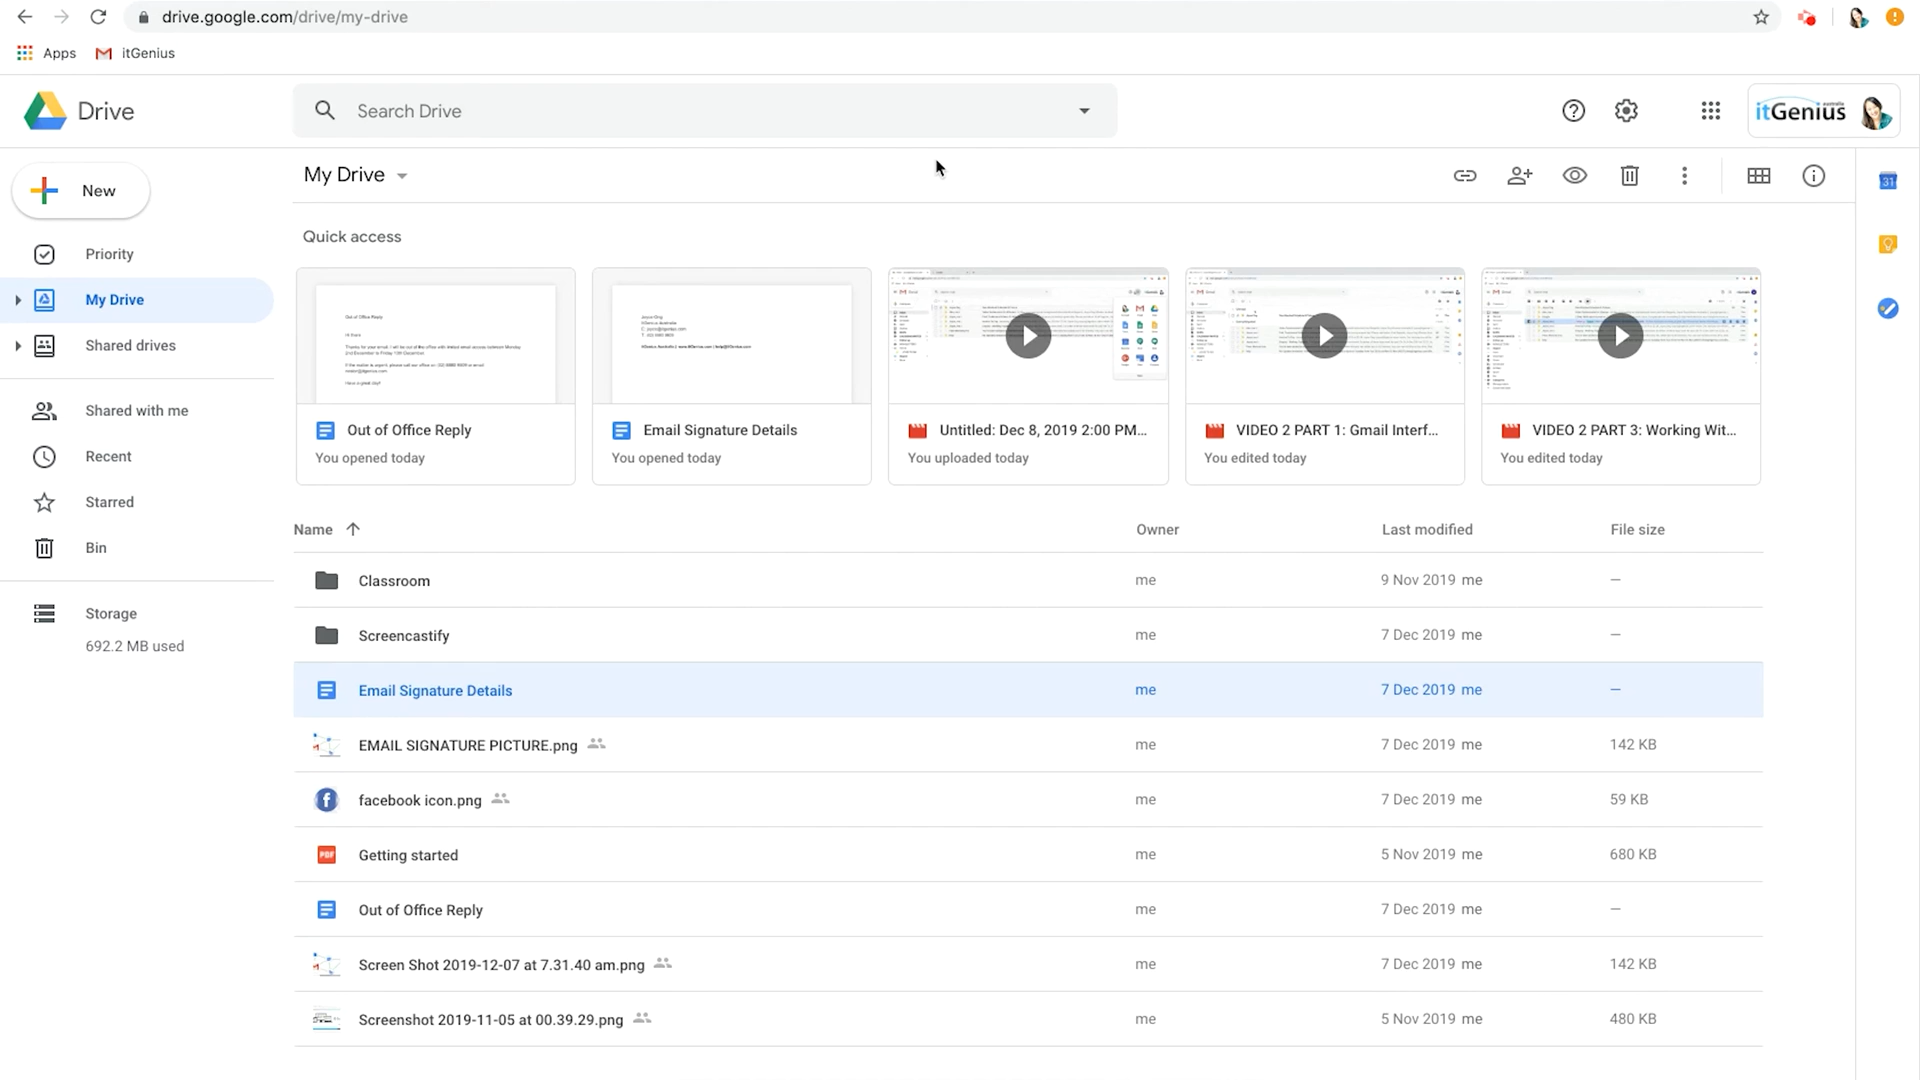 drive.google.com/drive/my-drive
Apps
itGenius
Drive
Search Drive
itGenius
New
My Drive
Priority
My Drive
Shared drives
Shared with me
Recent
Starred
Bin
Storage
692.2 MB used
31
Quick access
Out of Office Reply
You opened today
Email Signature Details
You opened today
Untitled: Dec 8, 2019 2:00 PM...
You uploaded today
VIDEO 2 PART 1: Gmail Interf...
You edited today
VIDEO 2 PART 3: Working Wit...
You edited today
Name Owner Last modified File size
Classroom me 9 Nov 2019 me —
Screencastify me 7 Dec 2019 me —
Email Signature Details me 7 Dec 2019 me —
EMAIL SIGNATURE PICTURE.png me 7 Dec 2019 me 142 KB
facebook icon.png me 7 Dec 2019 me 59 KB
PDF Getting started me 5 Nov 2019 me 680 KB
Out of Office Reply me 7 Dec 2019 me —
Screen Shot 2019-12-07 at 7.31.40 am.png me 7 Dec 2019 me 142 KB
Screenshot 2019-11-05 at 00.39.29.png me 5 Nov 2019 me 480 KB